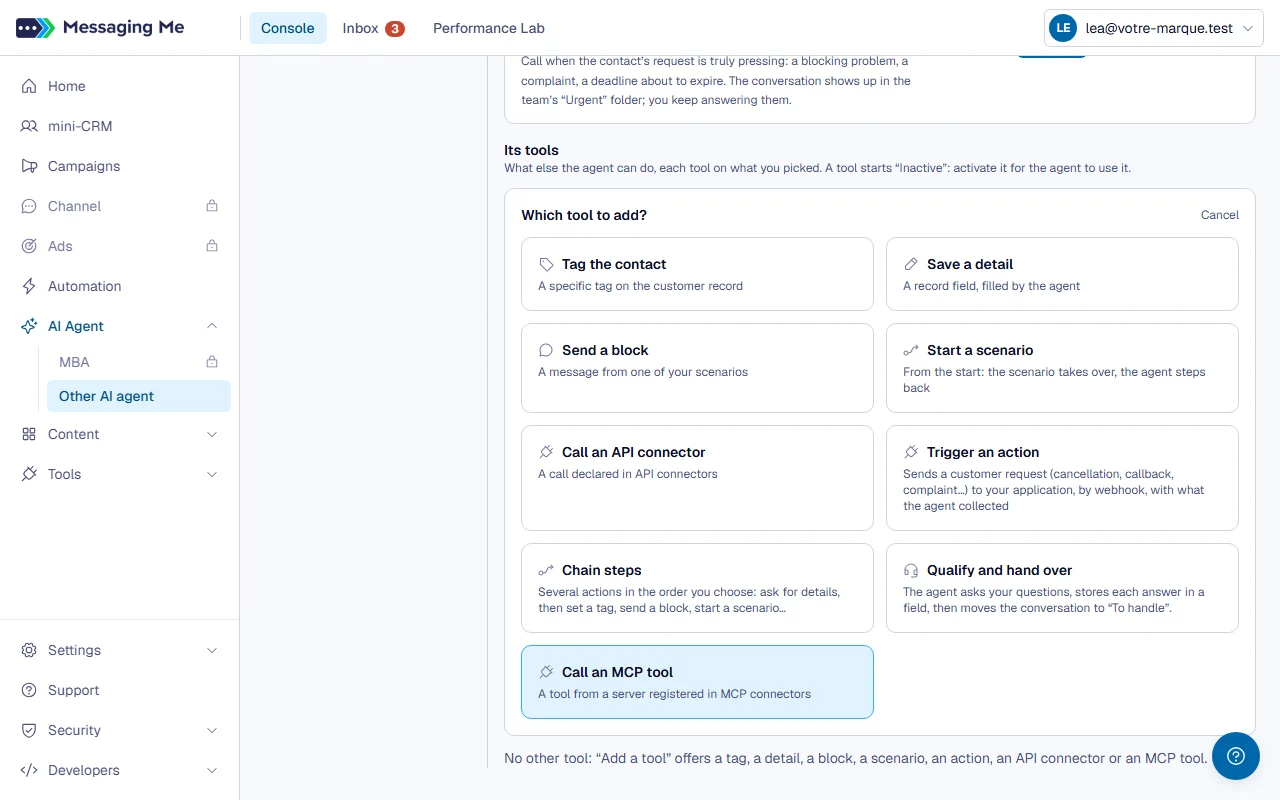 Messaging Me
Console
Inbox 3
Performance Lab
LE lea@votre-marque.test
Home
mini-CRM
Campaigns
Channel
Ads
Automation
AI Agent
MBA
Other AI agent
Content
Tools
Settings
Support
Security
Developers
Call when the contact's request is truly pressing: a blocking problem, a
complaint, a deadline about to expire. The conversation shows up in the
team's “Urgent” folder; you keep answering them.
Its tools
What else the agent can do, each tool on what you picked. A tool starts “Inactive”: activate it for the agent to use it.
Which tool to add?
Cancel
Tag the contact
A specific tag on the customer record
Save a detail
A record field, filled by the agent
Send a block
A message from one of your scenarios
Start a scenario
From the start: the scenario takes over, the agent steps
back
Call an API connector
A call declared in API connectors
Trigger an action
Sends a customer request (cancellation, callback,
complaint…) to your application, by webhook, with what
the agent collected
Chain steps
Several actions in the order you choose: ask for details,
then set a tag, send a block, start a scenario…
Qualify and hand over
The agent asks your questions, stores each answer in a
field, then moves the conversation to “To handle”.
Call an MCP tool
A tool from a server registered in MCP connectors
No other tool: “Add a tool” offers a tag, a detail, a block, a scenario, an action, an API connector or an MCP tool.